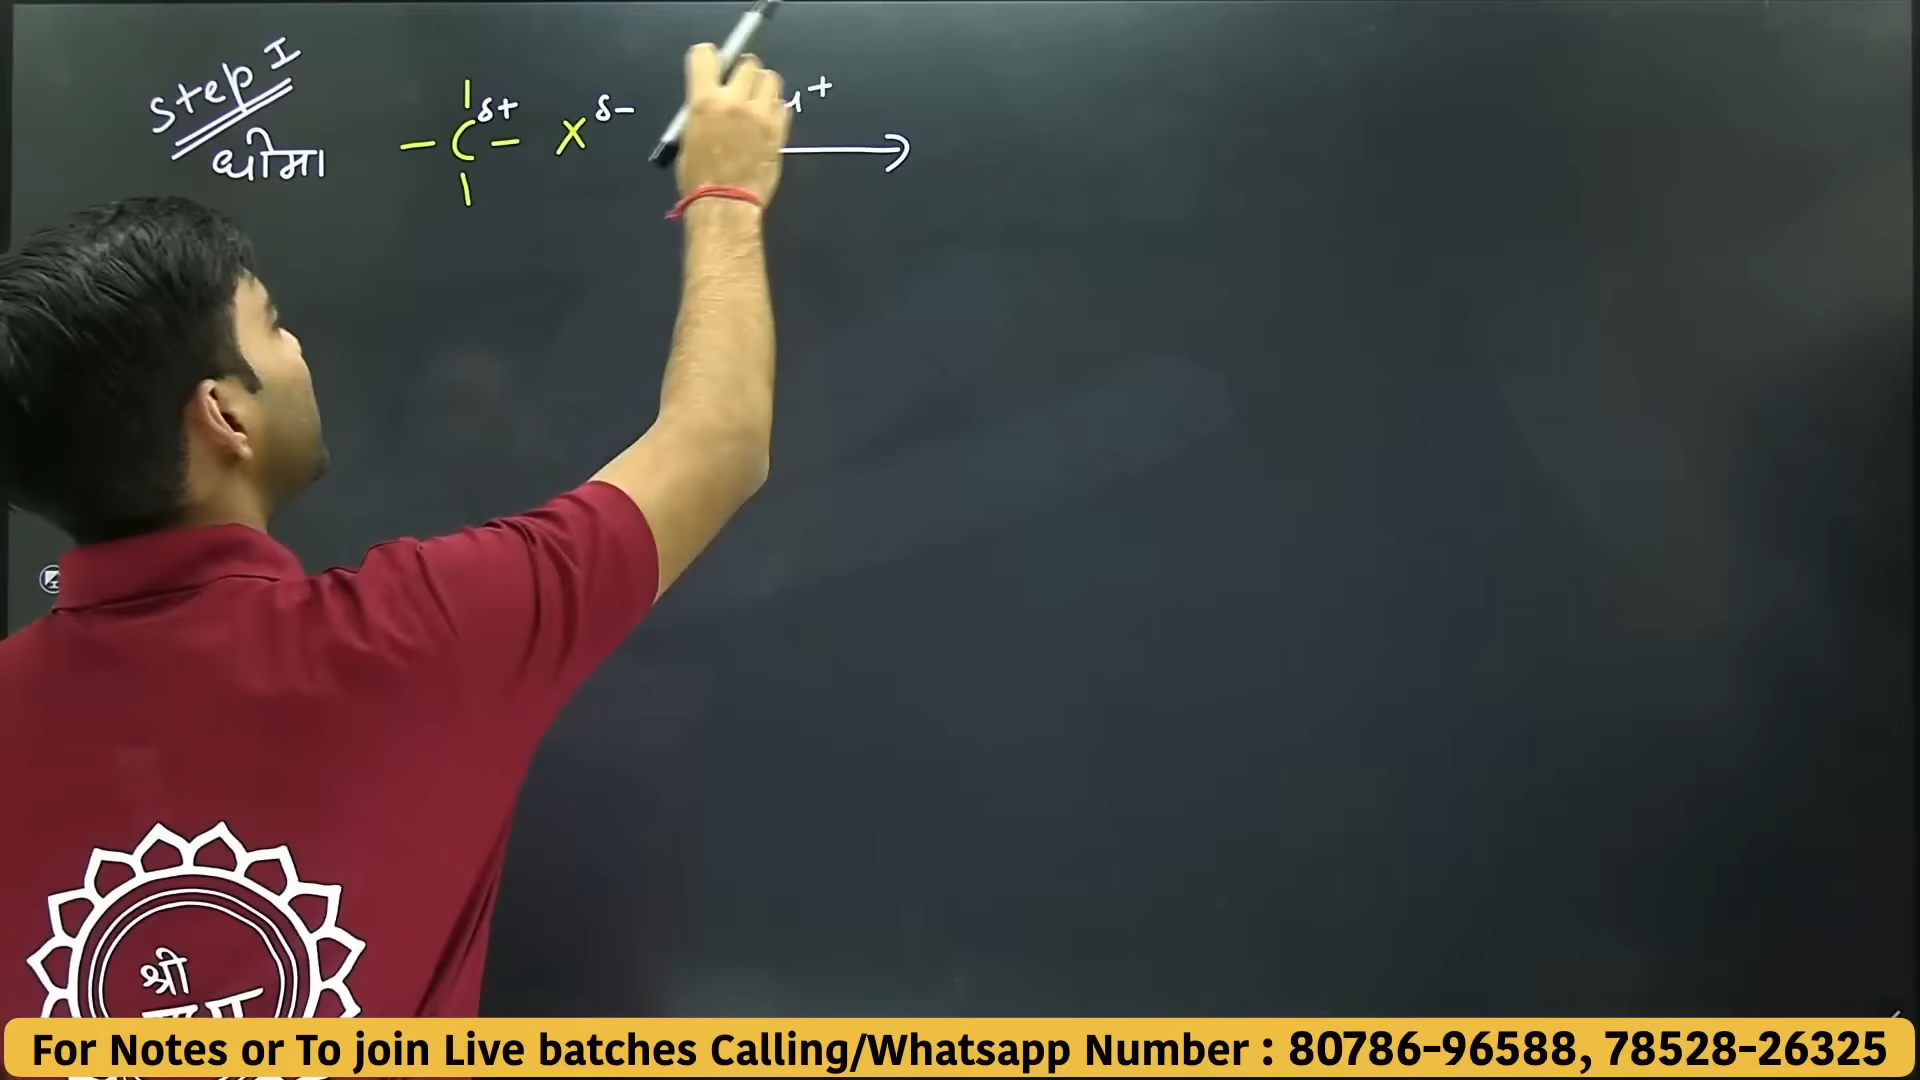 Step I
धीमा
– C^δ+ – X^δ–
श्री
For Notes or To join Live batches Calling/Whatsapp Number : 80786-96588, 78528-26325